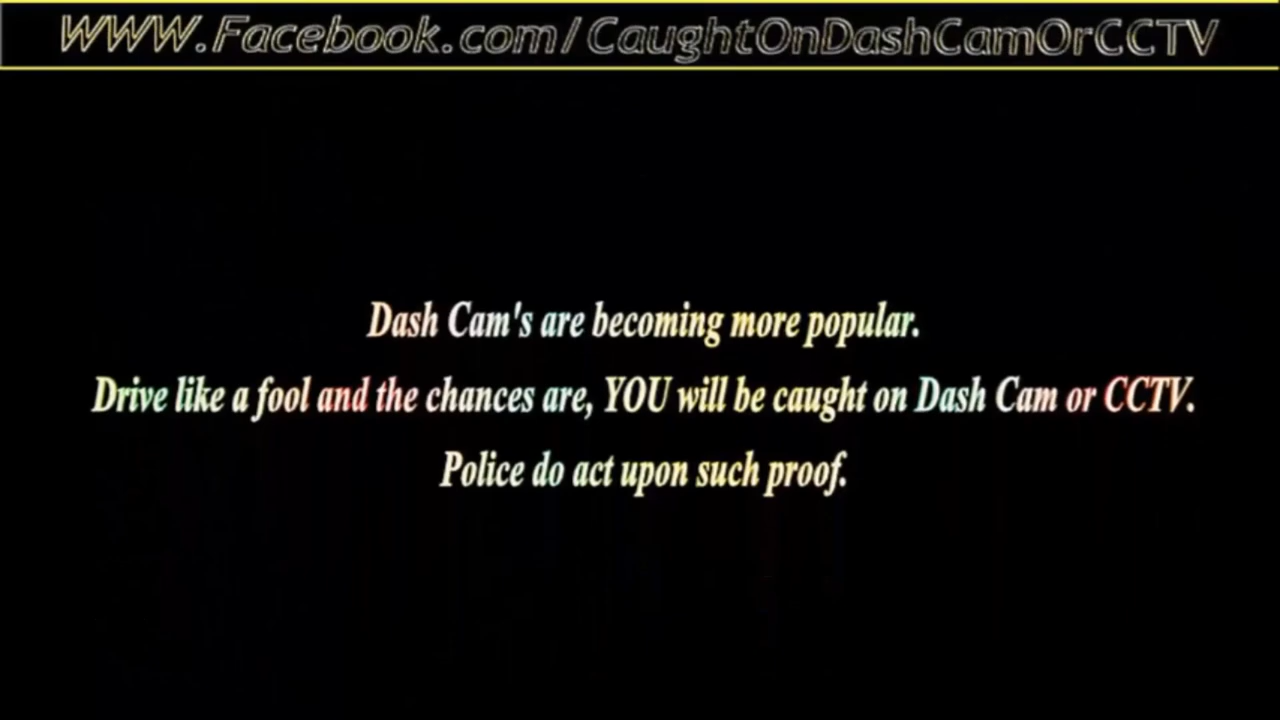 WWW.Facebook.com/CaughtOnDashCamOrCCTV
Dash Cam's are becoming more popular.
Drive like a fool and the chances are, YOU will be caught on Dash Cam or CCTV.
Police do act upon such proof.